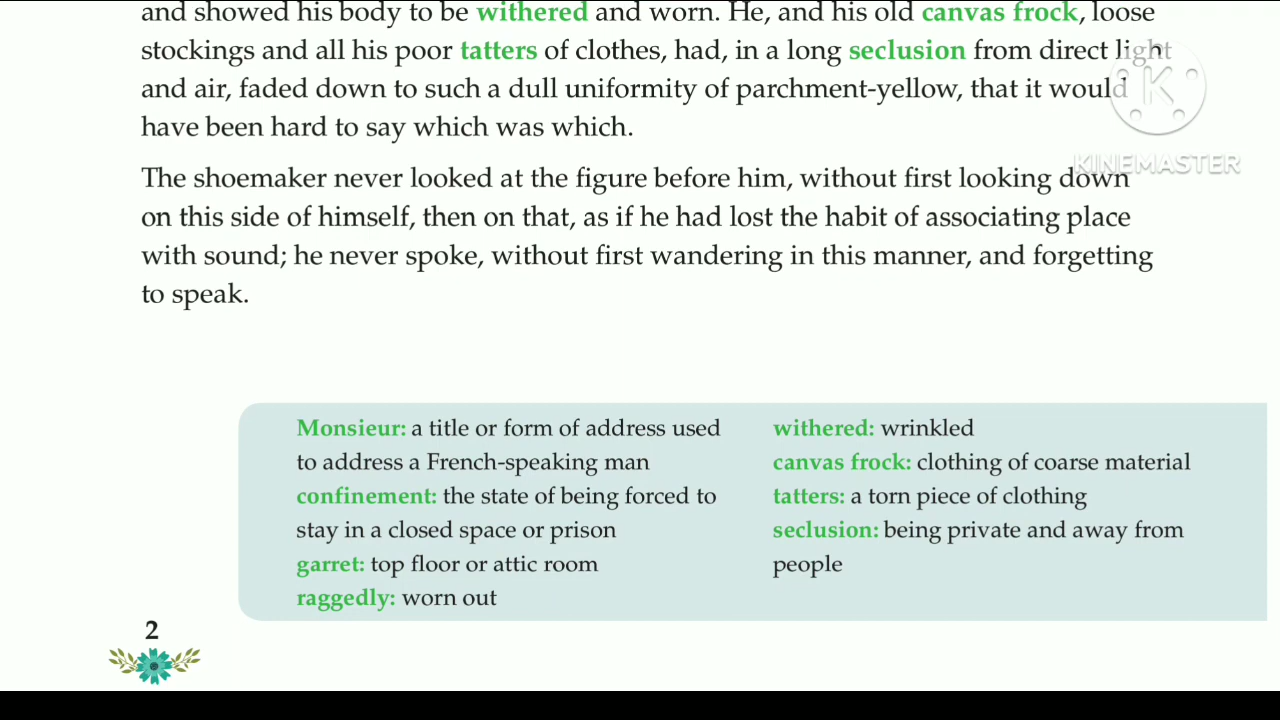 and showed his body to be withered and worn. He, and his old canvas frock, loose
stockings and all his poor tatters of clothes, had, in a long seclusion from direct light
and air, faded down to such a dull uniformity of parchment-yellow, that it would
have been hard to say which was which.
The shoemaker never looked at the figure before him, without first looking down
on this side of himself, then on that, as if he had lost the habit of associating place
with sound; he never spoke, without first wandering in this manner, and forgetting
to speak.
K
KINEMASTER
Monsieur: a title or form of address used
to address a French-speaking man
confinement: the state of being forced to
stay in a closed space or prison
garret: top floor or attic room
raggedly: worn out
withered: wrinkled
canvas frock: clothing of coarse material
tatters: a torn piece of clothing
seclusion: being private and away from
people
2